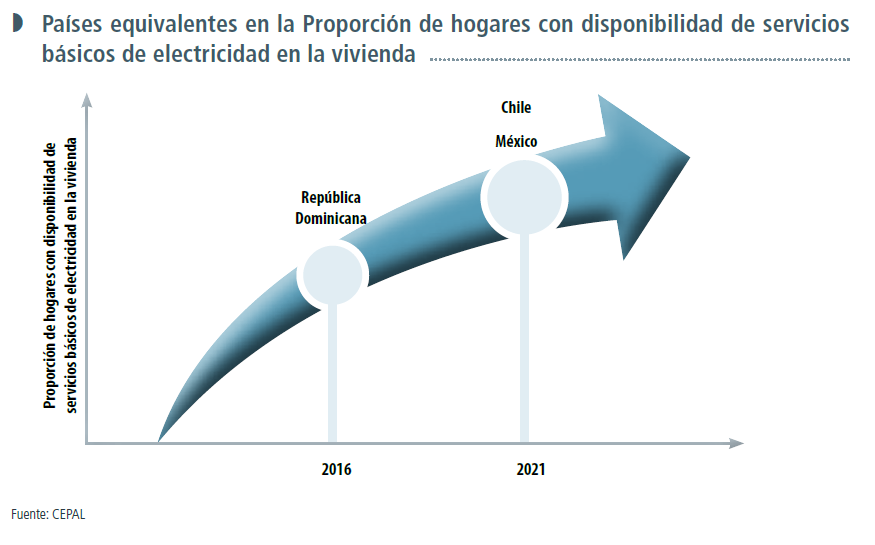 Países equivalentes en la Proporción de hogares con disponibilidad de servicios
básicos de electricidad en la vivienda
Proporción de hogares con disponibilidad de
servicios básicos de electricidad en la vivienda
Chile
México
República
Dominicana
2016
2021
Fuente: CEPAL